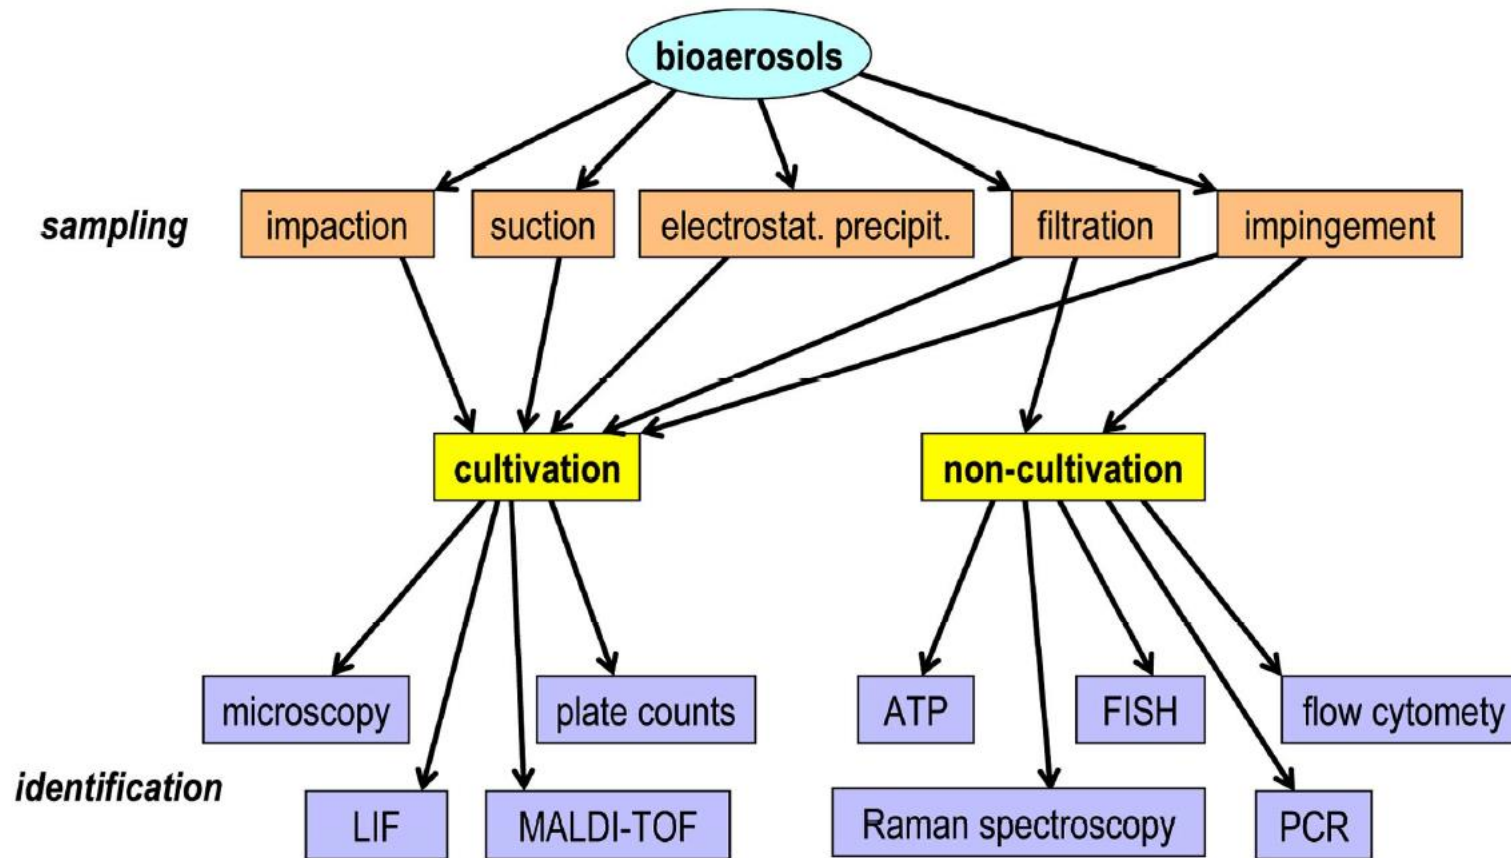 bioaerosols
sampling
impaction
suction
electrostat. precipit.
filtration
impingement
cultivation
non-cultivation
microscopy
plate counts
ATP
FISH
flow cytomety
identification
LIF
MALDI-TOF
Raman spectroscopy
PCR